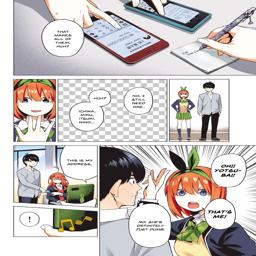 THAT MAKES
ALL OF
THEM,
HUH?
HUH?
NO, I
STILL
NEED
ONE.
ICHIKA,
MIKU,
ITSUKI,
NINO...
THIS IS MY
ADDRESS.
OH!!
YOTSU-
BA!!
THAT'S
ME!
!
NO, SHE'S
DEFINITELY
JUST DUMB.